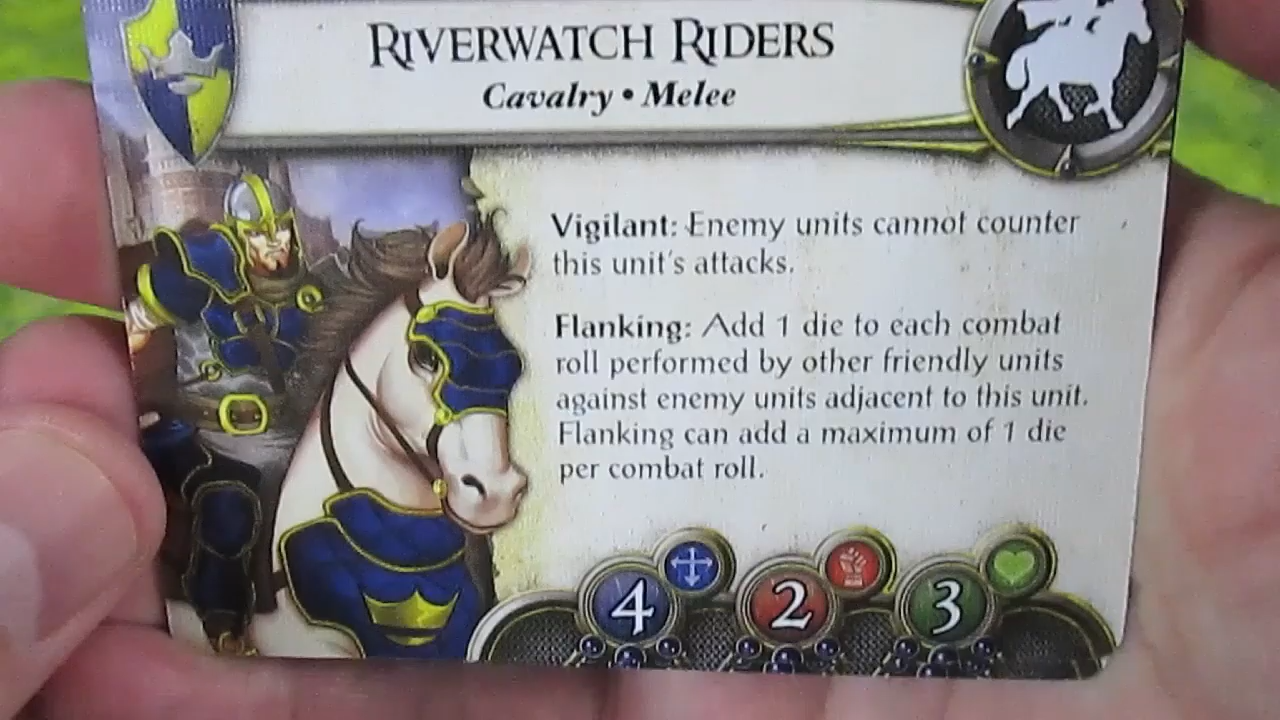 Riverwatch Riders
Cavalry • Melee
Vigilant: Enemy units cannot counter
this unit's attacks.
Flanking: Add 1 die to each combat
roll performed by other friendly units
against enemy units adjacent to this unit.
Flanking can add a maximum of 1 die
per combat roll.
4 2 3